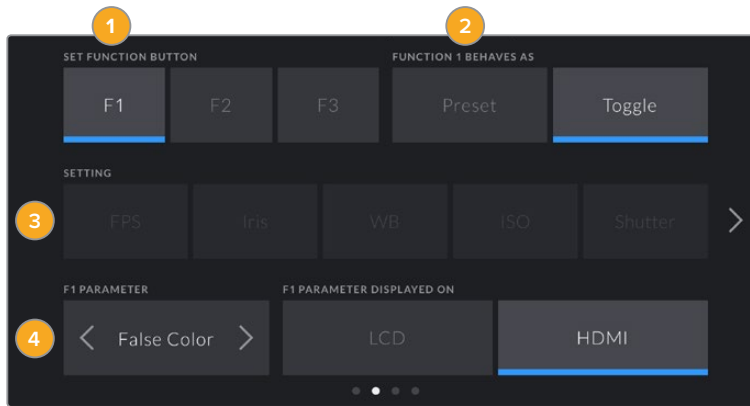 1 2
SET FUNCTION BUTTON FUNCTION 1 BEHAVES AS
F1 F2 F3 Preset Toggle
SETTING
3 FPS Iris WB ISO Shutter
F1 PARAMETER F1 PARAMETER DISPLAYED ON
4 False Color LCD HDMI